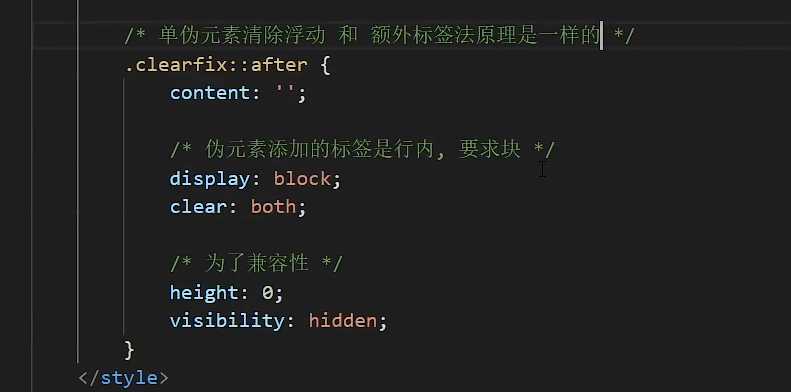 /* 单伪元素清除浮动 和 额外标签法原理是一样的 */
.clearfix::after {
content: '';
/* 伪元素添加的标签是行内, 要求块 */
display: block;
clear: both;
/* 为了兼容性 */
height: 0;
visibility: hidden;
}
</style>